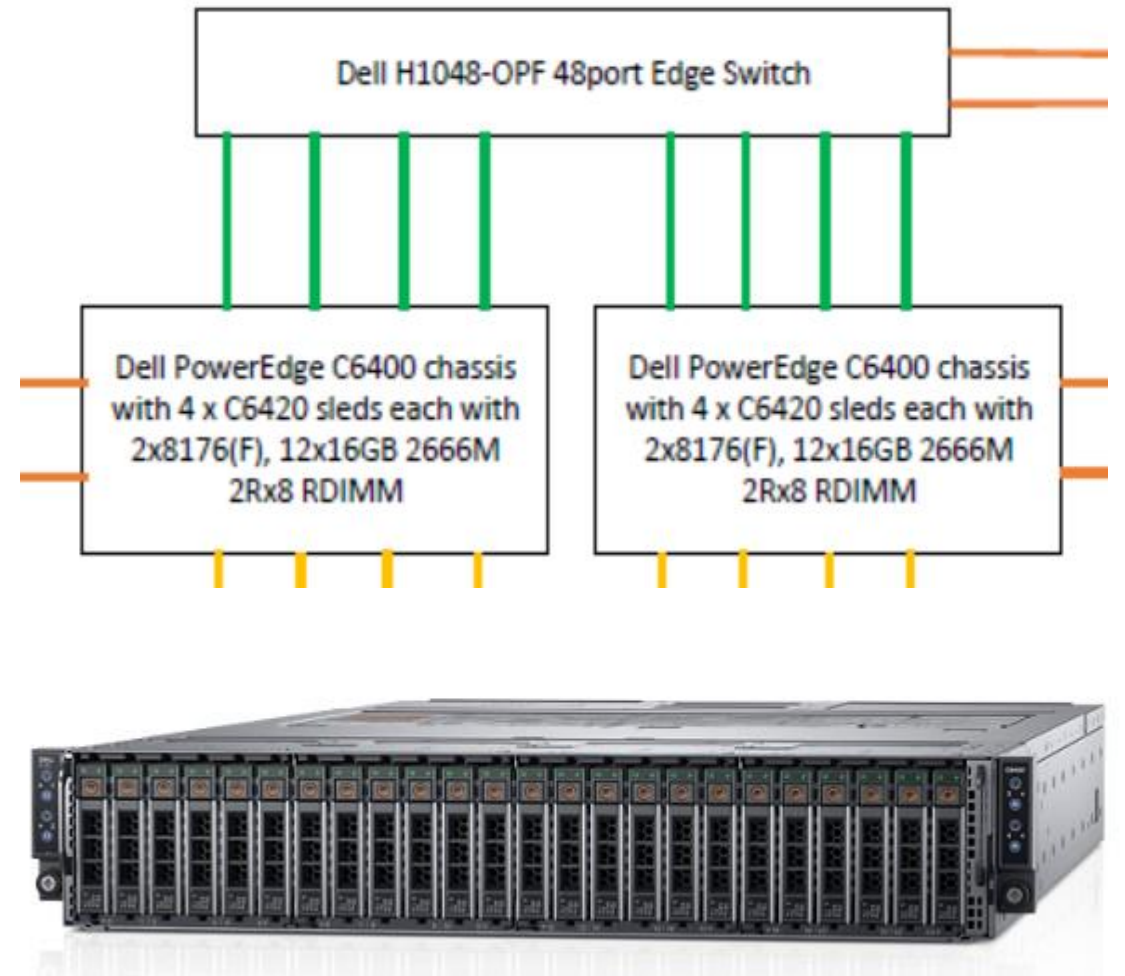 Dell H1048-OPF 48port Edge Switch
Dell PowerEdge C6400 chassis
with 4 x C6420 sleds each with
2x8176(F), 12x16GB 2666M
2Rx8 RDIMM
Dell PowerEdge C6400 chassis
with 4 x C6420 sleds each with
2x8176(F), 12x16GB 2666M
2Rx8 RDIMM